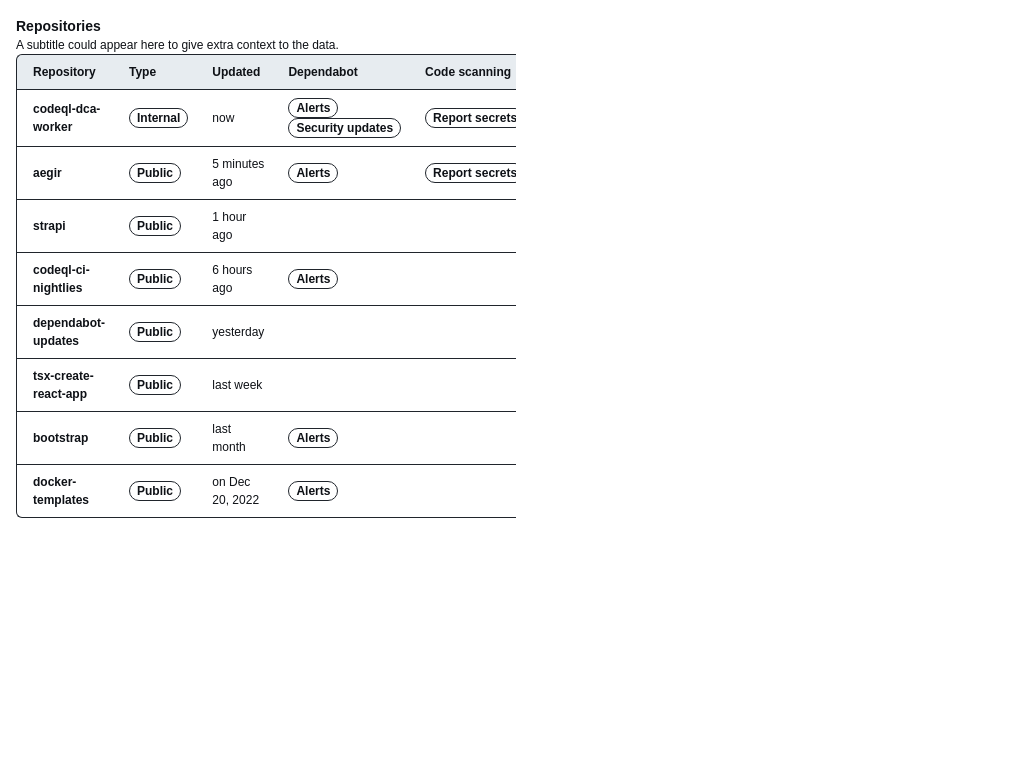 Repositories
A subtitle could appear here to give extra context to the data.
Repository Type Updated Dependabot Code scanning
codeql-dca-
worker
Internal
now
Alerts
Security updates
Report secrets
aegir
Public
5 minutes
ago
Alerts
Report secrets
strapi
Public
1 hour
ago
codeql-ci-
nightlies
Public
6 hours
ago
Alerts
dependabot-
updates
Public
yesterday
tsx-create-
react-app
Public
last week
bootstrap
Public
last
month
Alerts
docker-
templates
Public
on Dec
20, 2022
Alerts